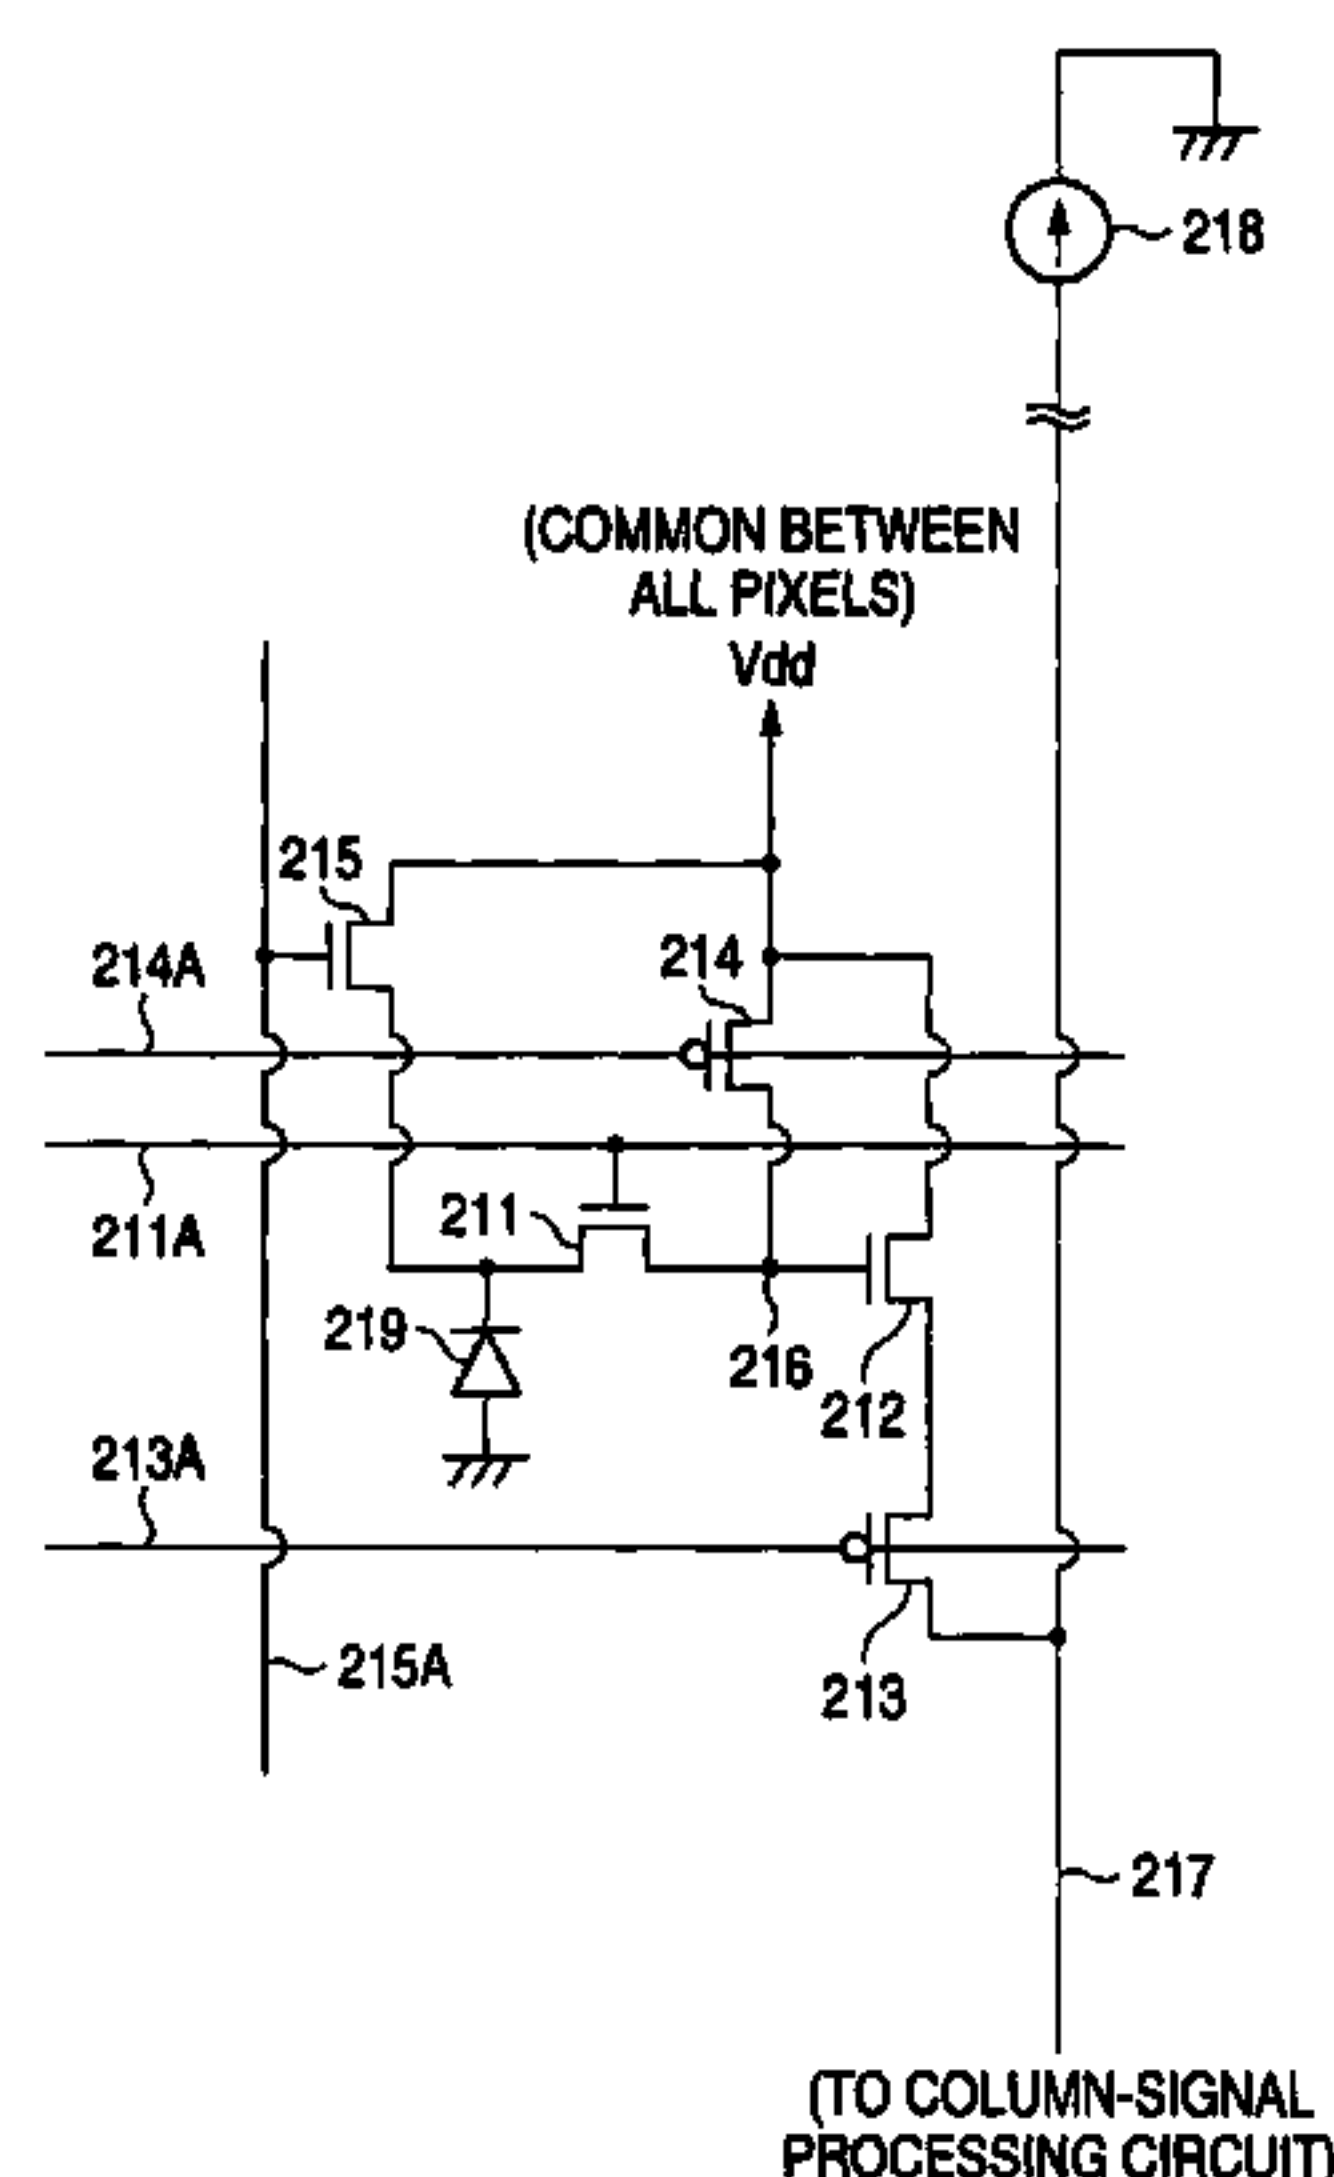 218
(COMMON BETWEEN
ALL PIXELS)
Vdd
215
214A
214
211A
211
219
216
212
213A
215A
213
217
(TO COLUMN-SIGNAL
PROCESSING CIRCUIT)